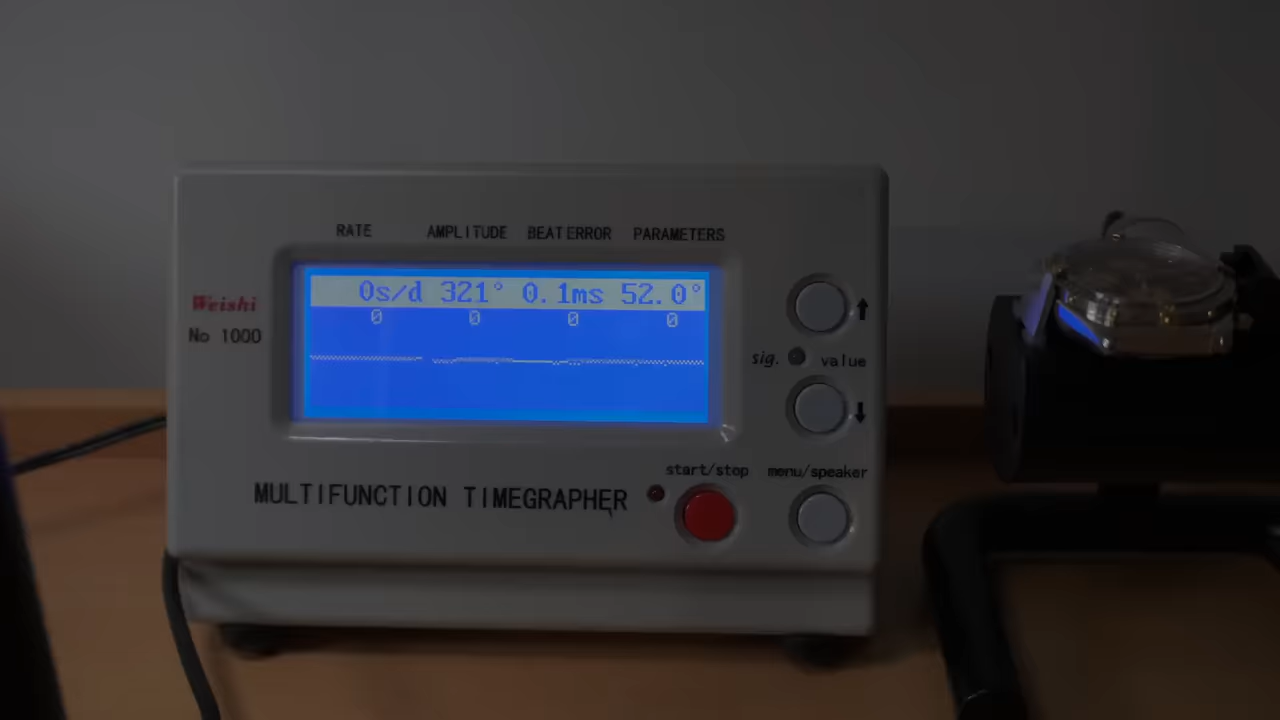 RATE AMPLITUDE BEAT ERROR PARAMETERS
0s/d 321° 0.1ms 52.0°
0 0 0 0
Weishi
No 1000
sig. value
start/stop menu/speaker
MULTIFUNCTION TIMEGRAPHER